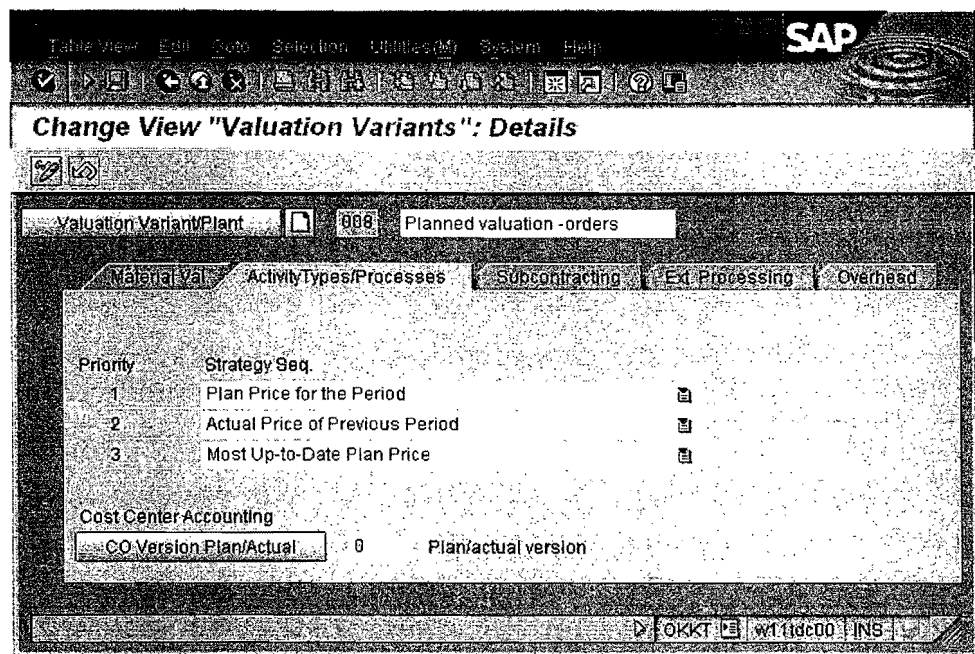 SAP
Table View Edit Goto Selection Utilities(M) System Help
Change View "Valuation Variants": Details
Valuation Variant/Plant 008 Planned valuation -orders
Material Val. ActivityTypes/Processes Subcontracting Ext. Processing Overhead
Priority Strategy Seq.
1 Plan Price for the Period
2 Actual Price of Previous Period
3 Most Up-to-Date Plan Price
Cost Center Accounting
CO Version Plan/Actual 0 Plan/actual version
OKKT INS